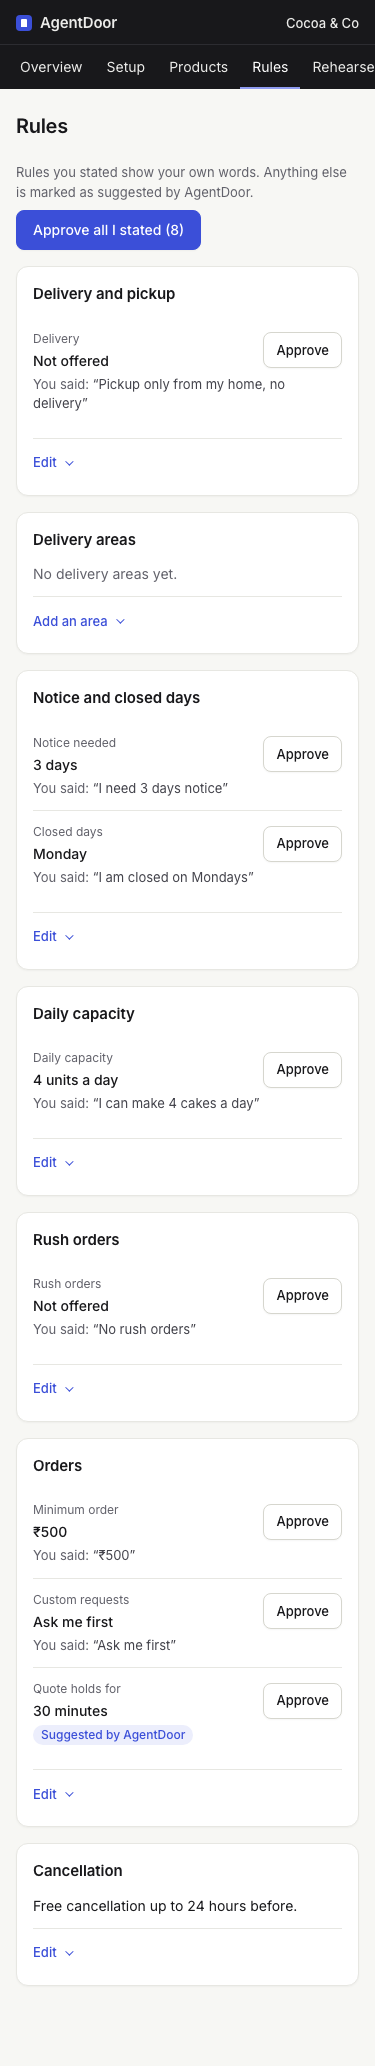 AgentDoor
Cocoa & Co
Overview Setup Products Rules Rehearse
Rules
Rules you stated show your own words. Anything else
is marked as suggested by AgentDoor.
Approve all I stated (8)
Delivery and pickup
Delivery
Approve
Not offered
You said: “Pickup only from my home, no
delivery”
Edit
Delivery areas
No delivery areas yet.
Add an area
Notice and closed days
Notice needed
Approve
3 days
You said: “I need 3 days notice”
Closed days
Approve
Monday
You said: “I am closed on Mondays”
Edit
Daily capacity
Daily capacity
Approve
4 units a day
You said: “I can make 4 cakes a day”
Edit
Rush orders
Rush orders
Approve
Not offered
You said: “No rush orders”
Edit
Orders
Minimum order
Approve
₹500
You said: “₹500”
Custom requests
Approve
Ask me first
You said: “Ask me first”
Quote holds for
Approve
30 minutes
Suggested by AgentDoor
Edit
Cancellation
Free cancellation up to 24 hours before.
Edit